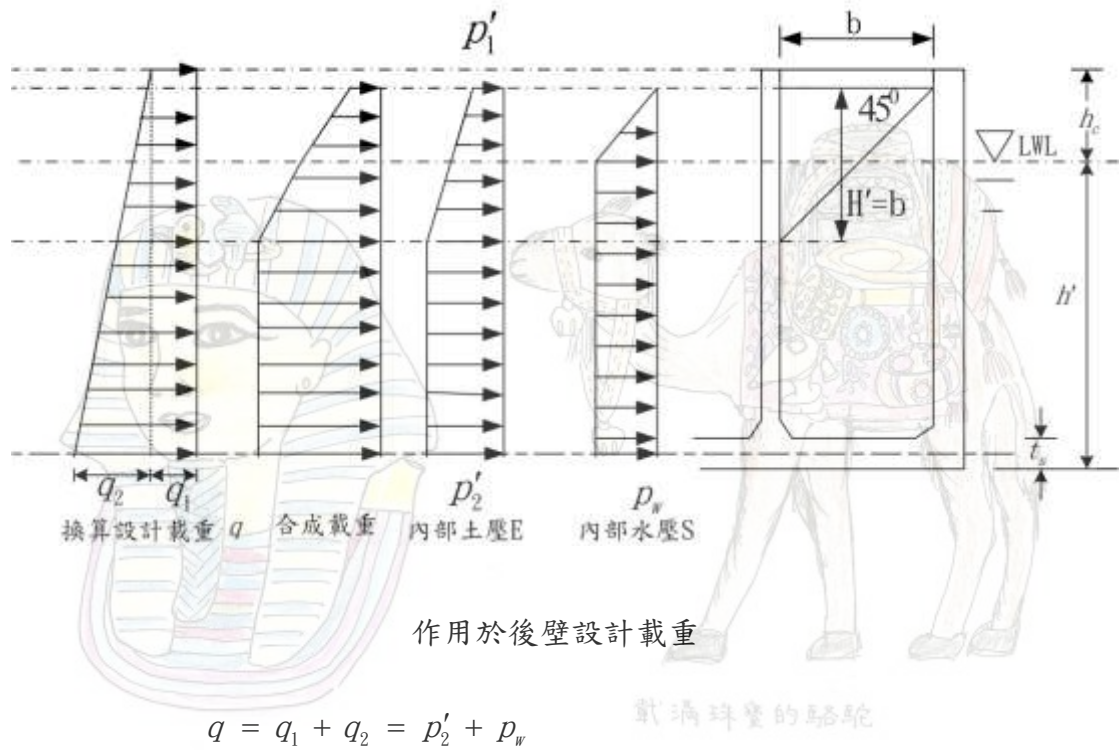 p′₁
b
45⁰
h_c
LWL
H′=b
h′
t_s
q₂ q₁ p′₂ p_w
換算設計載重 q 合成載重 內部土壓E 內部水壓S
作用於後壁設計載重
載滿珠寶的駱駝
q = q₁ + q₂ = p′₂ + p_w